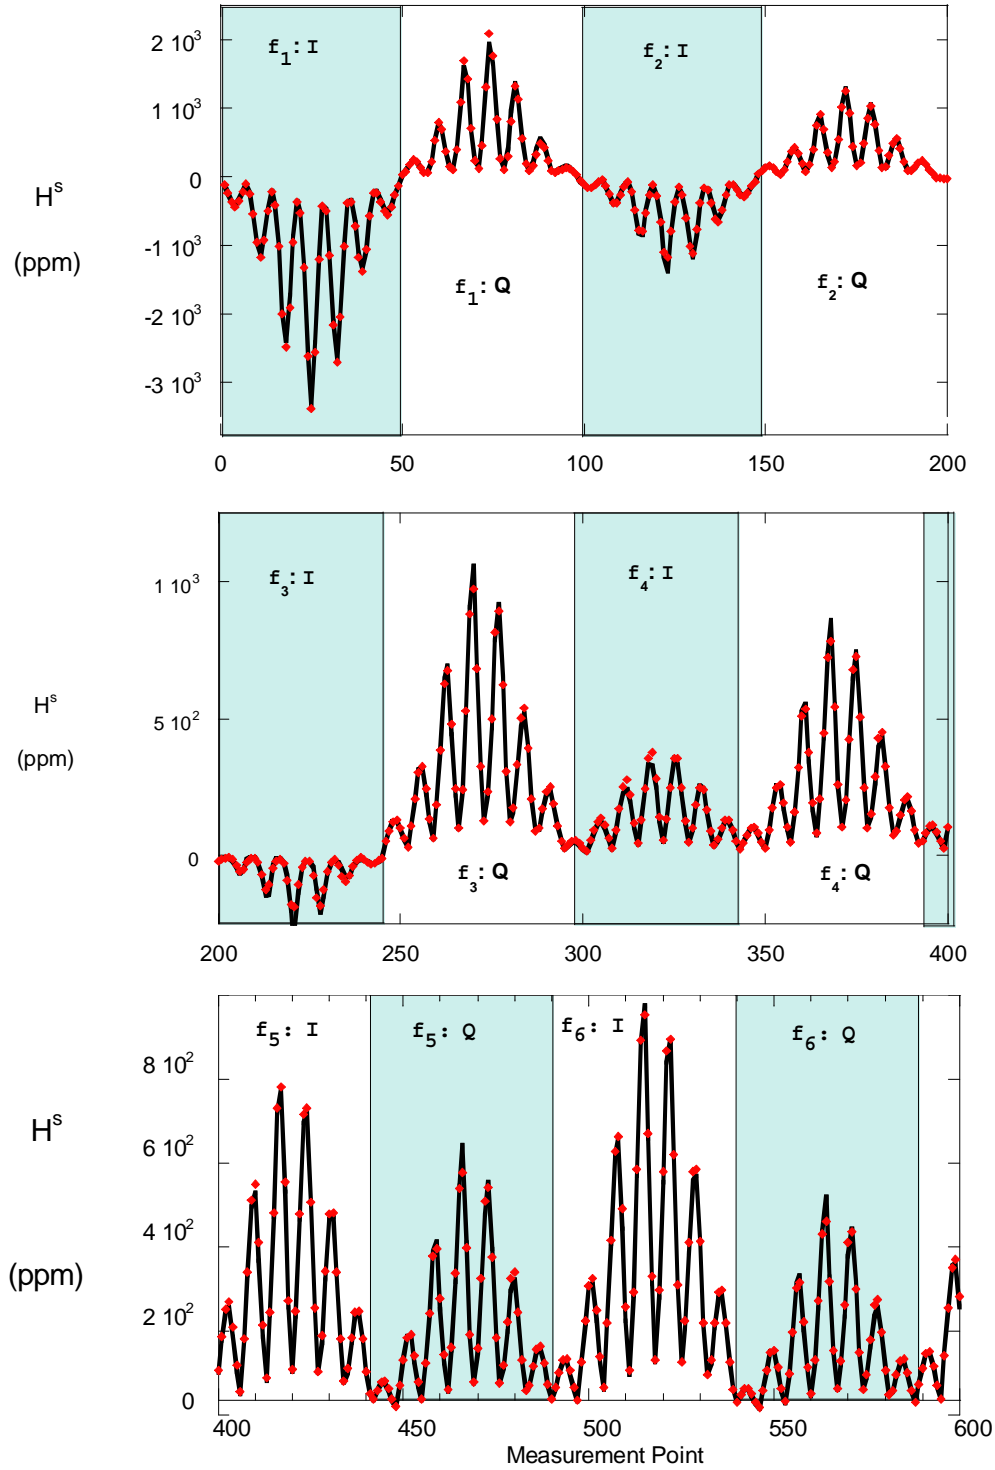 2 10³
f₁: I
f₂: I
1 10³
0
Hˢ
-1 10³
(ppm)
f₁: Q
f₂: Q
-2 10³
-3 10³
0 50 100 150 200
f₃: I
f₄: I
1 10³
5 10²
Hˢ
(ppm)
0
f₃: Q
f₄: Q
200 250 300 350 400
f₅: I
f₅: Q
f₆: I
f₆: Q
8 10²
Hˢ
6 10²
4 10²
(ppm)
2 10²
0
400 450 500 550 600
Measurement Point